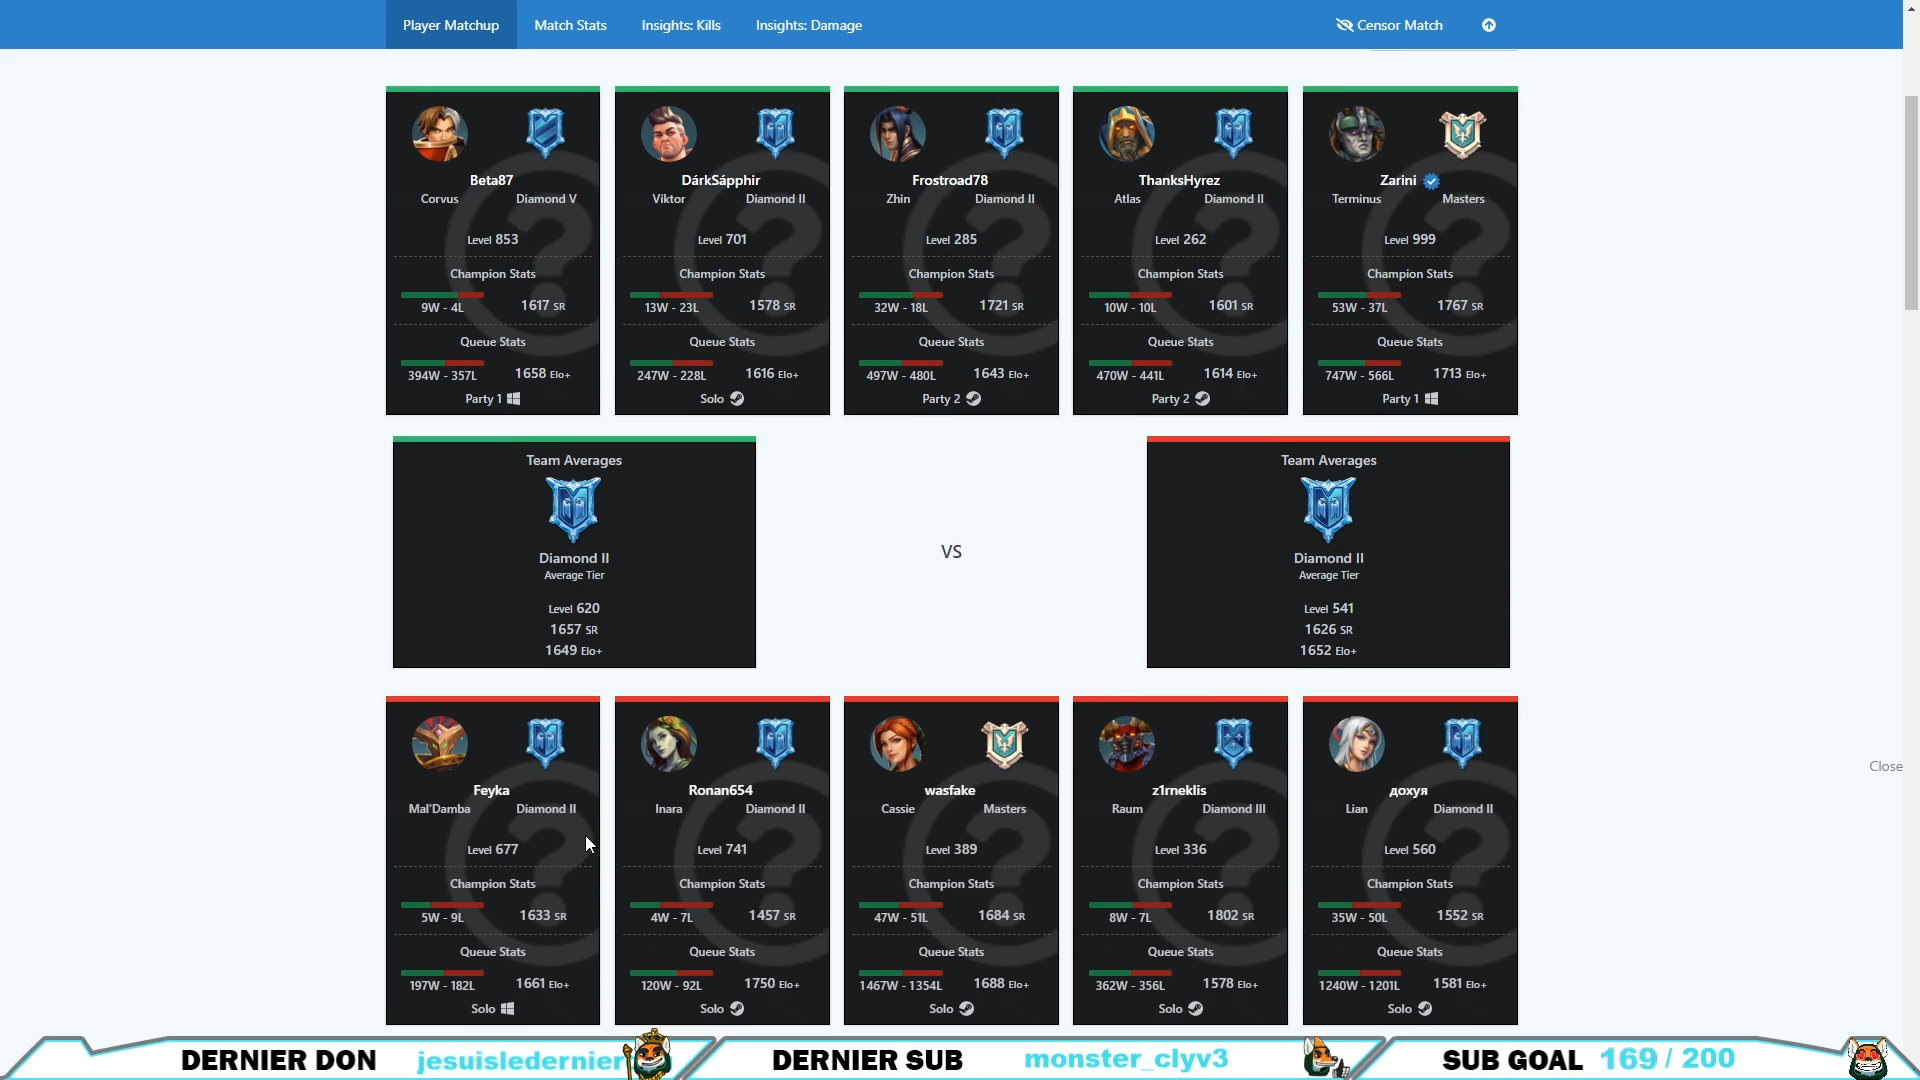 Player Matchup Match Stats Insights: Kills Insights: Damage Censor Match
Beta87 DárkSápphir Frostroad78 ThanksHyrez Zarini
Corvus Diamond V Viktor Diamond II Zhin Diamond II Atlas Diamond II Terminus Masters
Level 853 Level 701 Level 285 Level 262 Level 999
Champion Stats Champion Stats Champion Stats Champion Stats Champion Stats
9W - 4L 1617 SR 13W - 23L 1578 SR 32W - 18L 1721 SR 10W - 10L 1601 SR 53W - 37L 1767 SR
Queue Stats Queue Stats Queue Stats Queue Stats Queue Stats
394W - 357L 1658 Elo+ 247W - 228L 1616 Elo+ 497W - 480L 1643 Elo+ 470W - 441L 1614 Elo+ 747W - 566L 1713 Elo+
Party 1 Solo Party 2 Party 2 Party 1
Team Averages Team Averages
VS
Diamond II Diamond II
Average Tier Average Tier
Level 620 Level 541
1657 SR 1626 SR
1649 Elo+ 1652 Elo+
Close
Feyka Ronan654 wasfake z1rneklis дохуя
Mal'Damba Diamond II Inara Diamond II Cassie Masters Raum Diamond III Lian Diamond II
Level 677 Level 741 Level 389 Level 336 Level 560
Champion Stats Champion Stats Champion Stats Champion Stats Champion Stats
5W - 9L 1633 SR 4W - 7L 1457 SR 47W - 51L 1684 SR 8W - 7L 1802 SR 35W - 50L 1552 SR
Queue Stats Queue Stats Queue Stats Queue Stats Queue Stats
197W - 182L 1661 Elo+ 120W - 92L 1750 Elo+ 1467W - 1354L 1688 Elo+ 362W - 356L 1578 Elo+ 1240W - 1201L 1581 Elo+
Solo Solo Solo Solo Solo
DERNIER DON jesuisledernier DERNIER SUB monster_clyv3 SUB GOAL 169 / 200